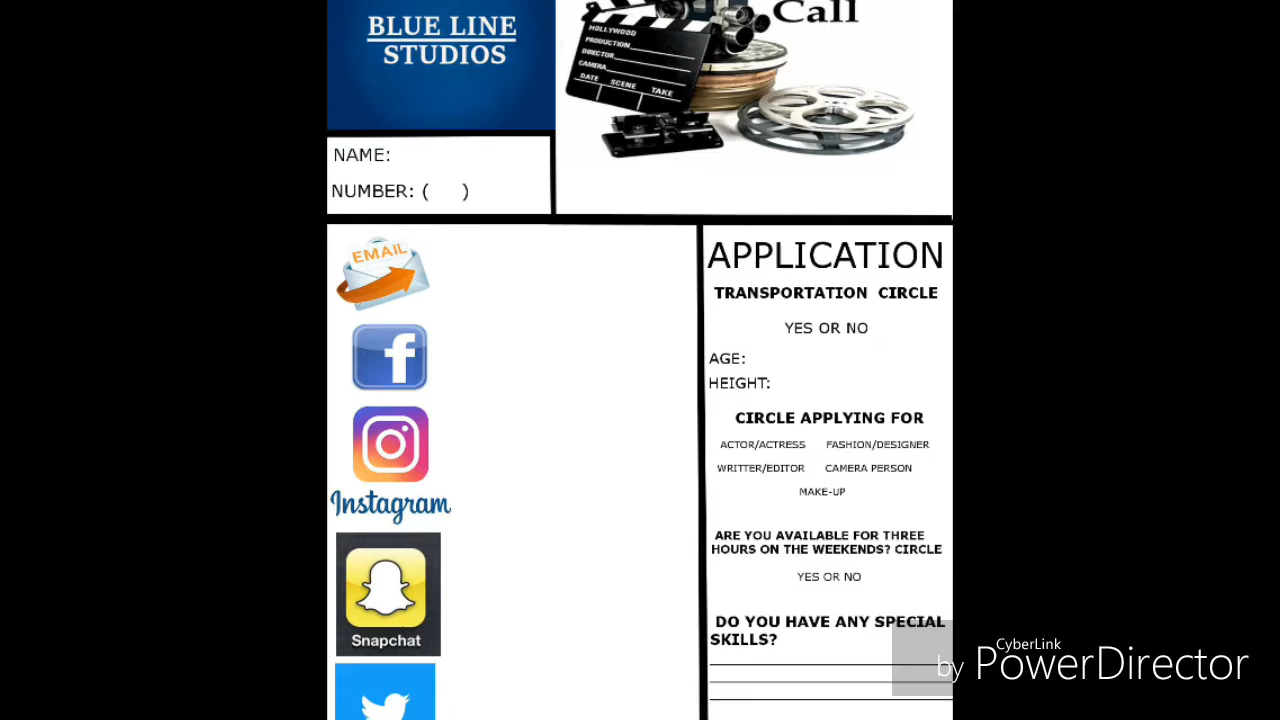 BLUE LINE
STUDIOS
Call
HOLLYWOOD
PRODUCTION
DIRECTOR
CAMERA
DATE SCENE TAKE
NAME:
NUMBER: ( )
EMAIL
f
Instagram
Snapchat
APPLICATION
TRANSPORTATION CIRCLE
YES OR NO
AGE:
HEIGHT:
CIRCLE APPLYING FOR
ACTOR/ACTRESS FASHION/DESIGNER
WRITTER/EDITOR CAMERA PERSON
MAKE-UP
ARE YOU AVAILABLE FOR THREE
HOURS ON THE WEEKENDS? CIRCLE
YES OR NO
DO YOU HAVE ANY SPECIAL
SKILLS?
CyberLink
by PowerDirector